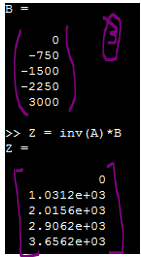 B =
0
-750
-1500
-2250
3000
>> Z = inv(A)*B
Z =
0
1.0312e+03
2.0156e+03
2.9062e+03
3.6562e+03